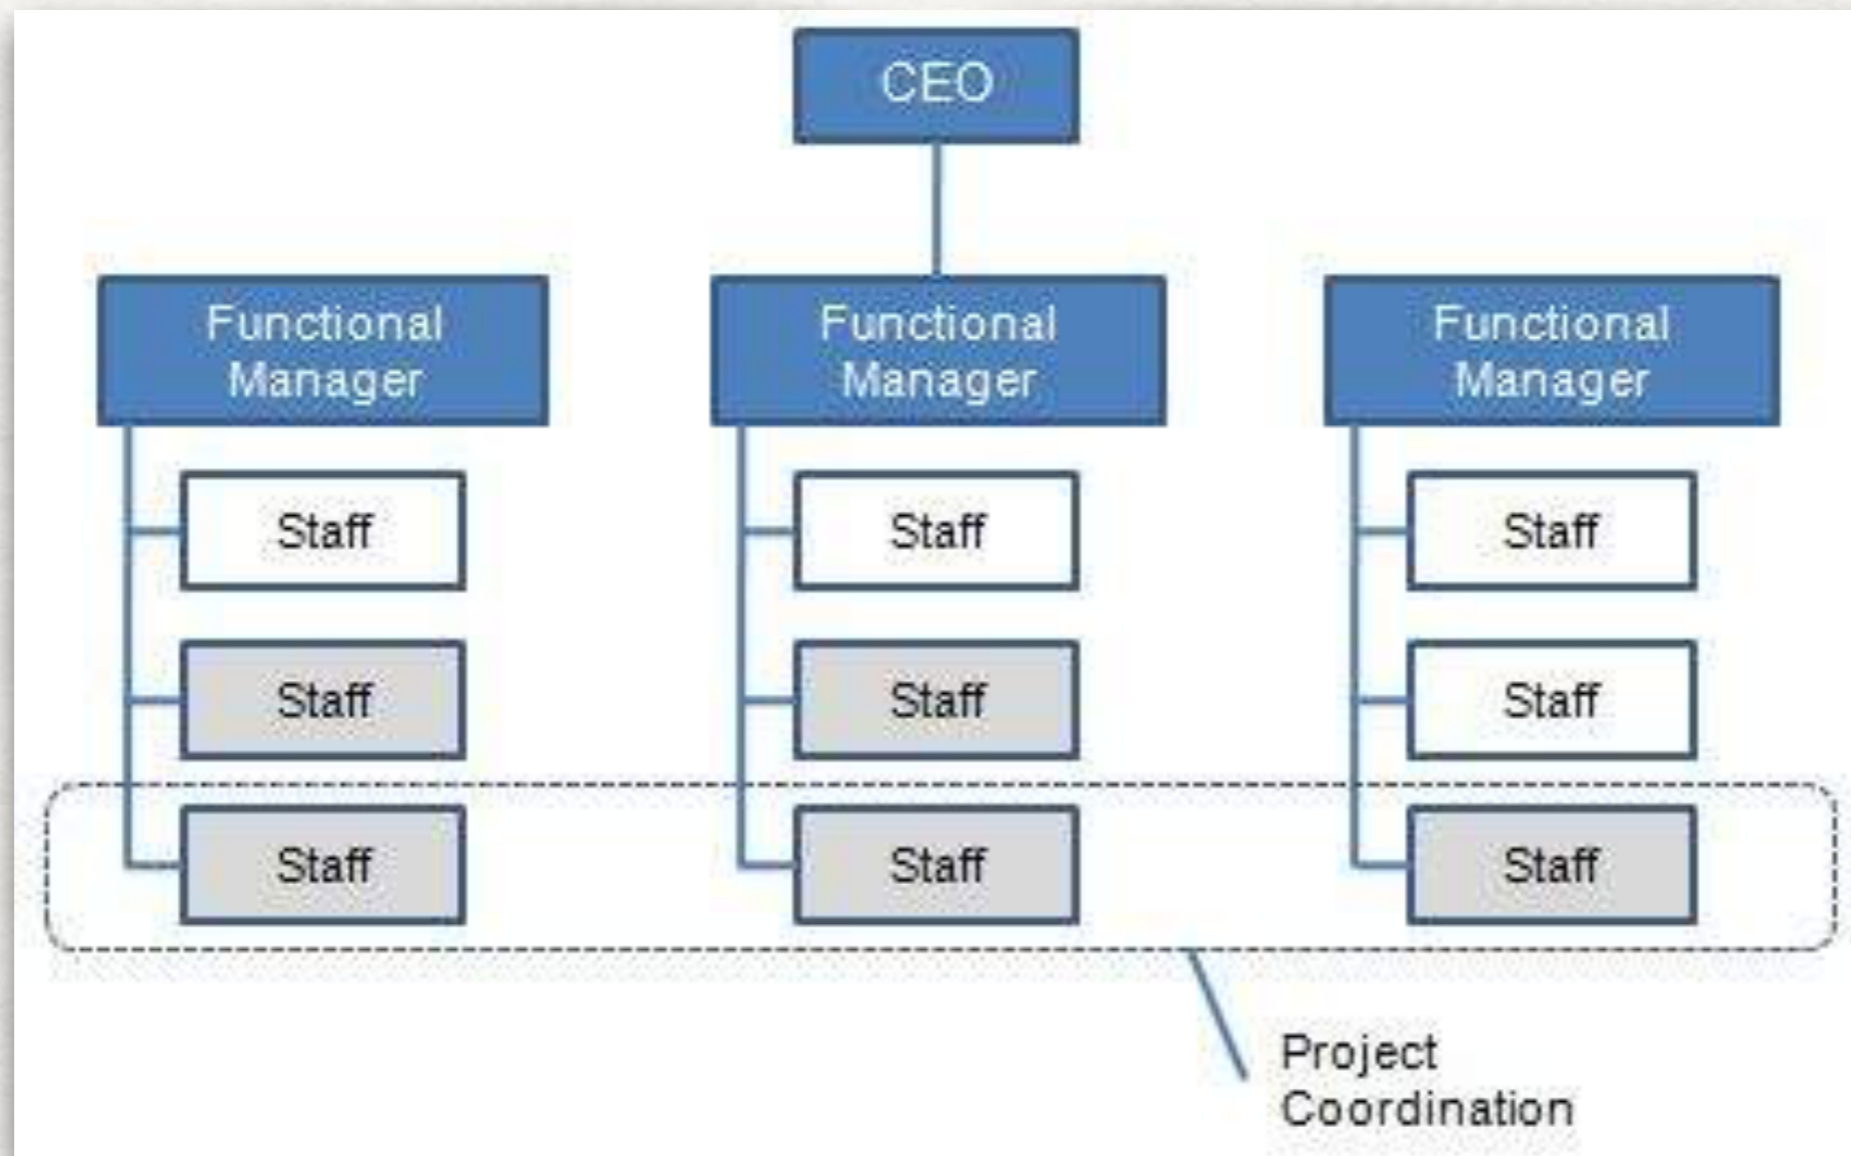 CEO
Functional
Manager
Functional
Manager
Functional
Manager
Staff
Staff
Staff
Staff
Staff
Staff
Staff
Staff
Staff
Project
Coordination